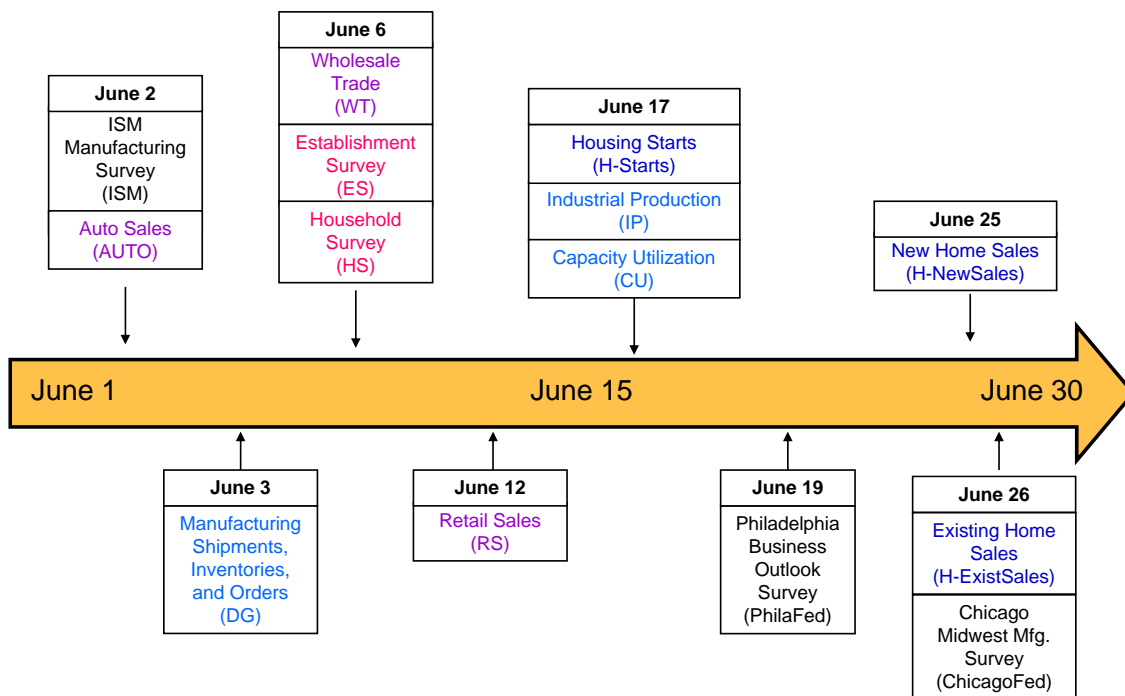 June 2
ISM
Manufacturing
Survey
(ISM)
Auto Sales
(AUTO)
June 6
Wholesale
Trade
(WT)
Establishment
Survey
(ES)
Household
Survey
(HS)
June 17
Housing Starts
(H-Starts)
Industrial Production
(IP)
Capacity Utilization
(CU)
June 25
New Home Sales
(H-NewSales)
June 1
June 15
June 30
June 3
Manufacturing
Shipments,
Inventories,
and Orders
(DG)
June 12
Retail Sales
(RS)
June 19
Philadelphia
Business
Outlook
Survey
(PhilaFed)
June 26
Existing Home
Sales
(H-ExistSales)
Chicago
Midwest Mfg.
Survey
(ChicagoFed)